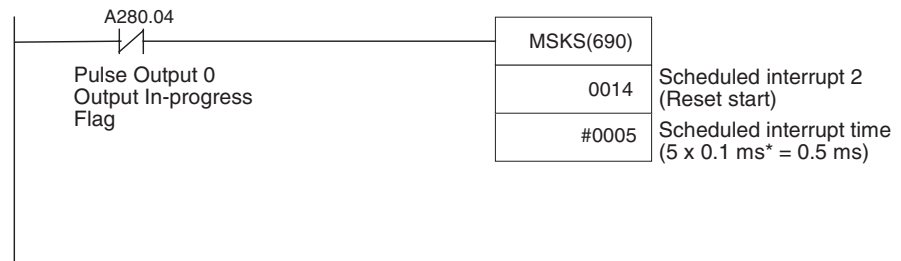 A280.04
Pulse Output 0
Output In-progress
Flag
MSKS(690)
0014
Scheduled interrupt 2
(Reset start)
#0005
Scheduled interrupt time
(5 x 0.1 ms* = 0.5 ms)